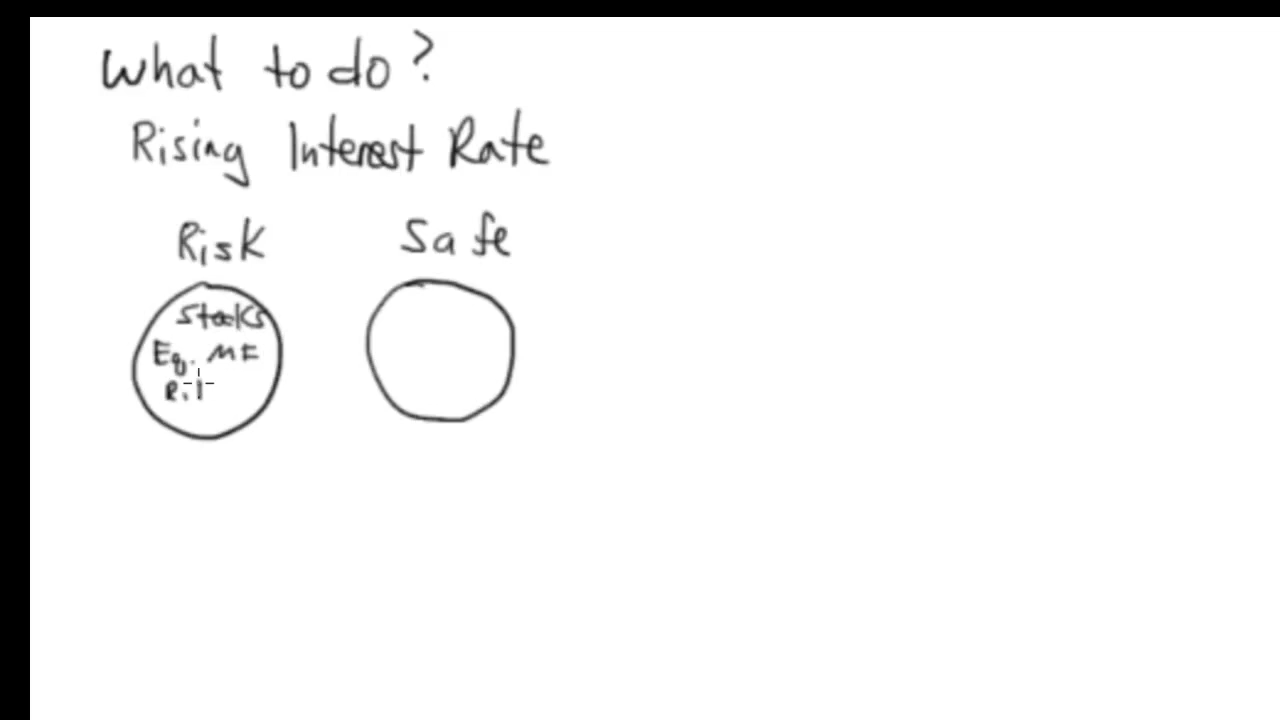 What to do?
Rising Interest Rate
Risk Safe
Stocks
Eq. MF